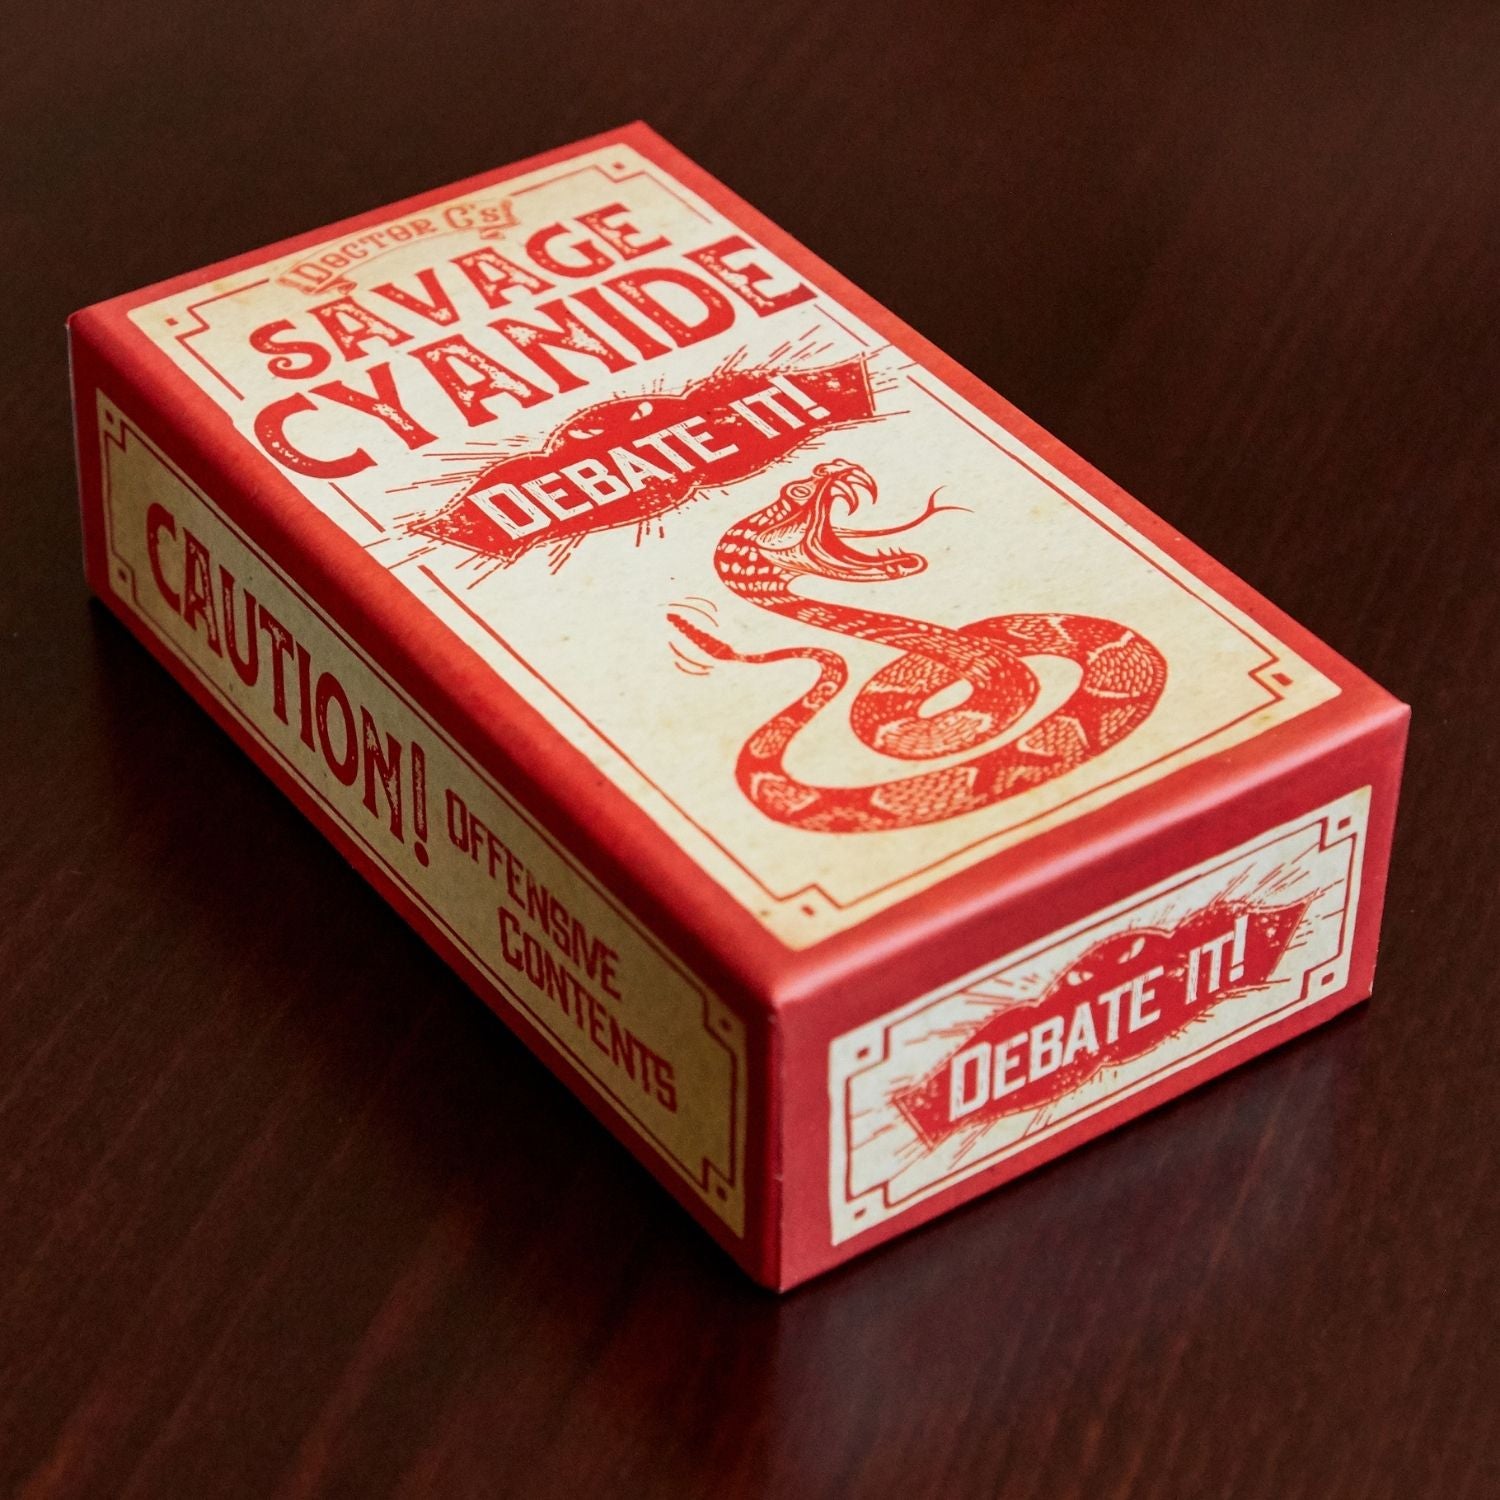 Doctor C's
SAVAGE
CYANIDE
DEBATE IT!
CAUTION!
OFFENSIVE
CONTENTS
DEBATE IT!